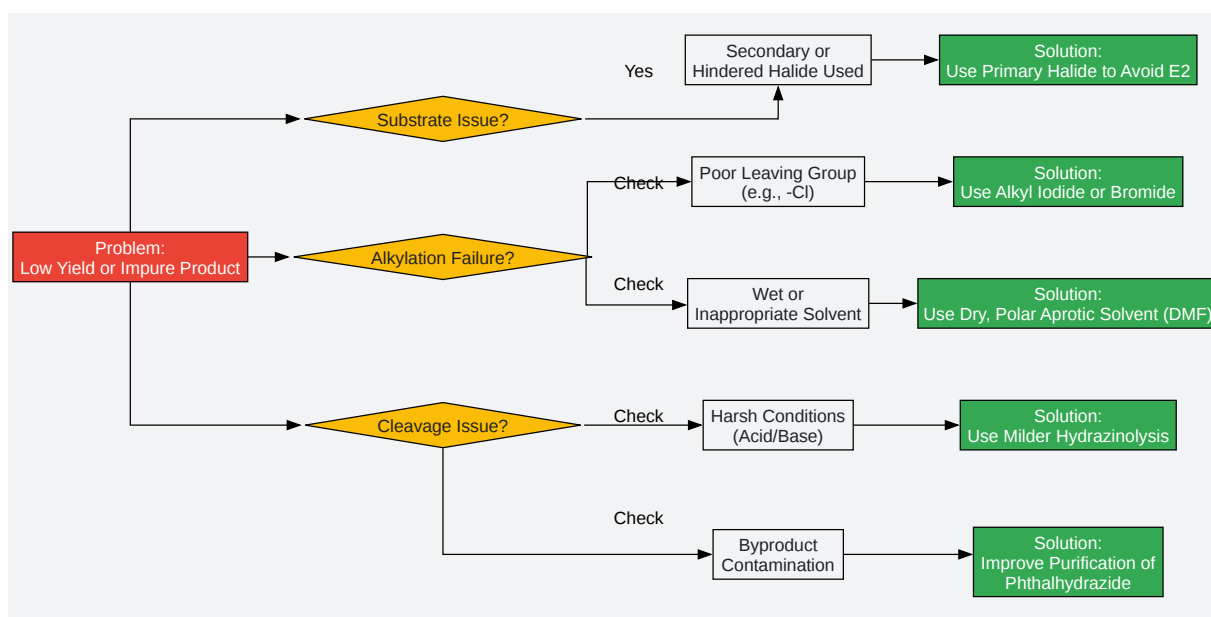 Secondary or
Hindered Halide Used
Solution:
Use Primary Halide to Avoid E2
Yes
Substrate Issue?
Check
Poor Leaving Group
(e.g., -Cl)
Solution:
Use Alkyl Iodide or Bromide
Problem:
Low Yield or Impure Product
Alkylation Failure?
Check
Wet or
Inappropriate Solvent
Solution:
Use Dry, Polar Aprotic Solvent (DMF)
Cleavage Issue?
Check
Harsh Conditions
(Acid/Base)
Solution:
Use Milder Hydrazinolysis
Check
Byproduct
Contamination
Solution:
Improve Purification of
Phthalhydrazide